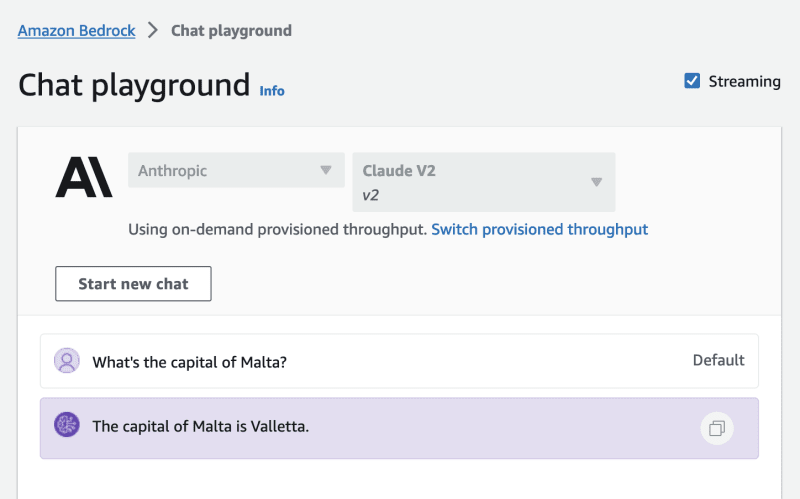 Amazon Bedrock > Chat playground
Chat playground Info
Streaming
A\
Anthropic
Claude V2
v2
Using on-demand provisioned throughput. Switch provisioned throughput
Start new chat
What's the capital of Malta?
Default
The capital of Malta is Valletta.